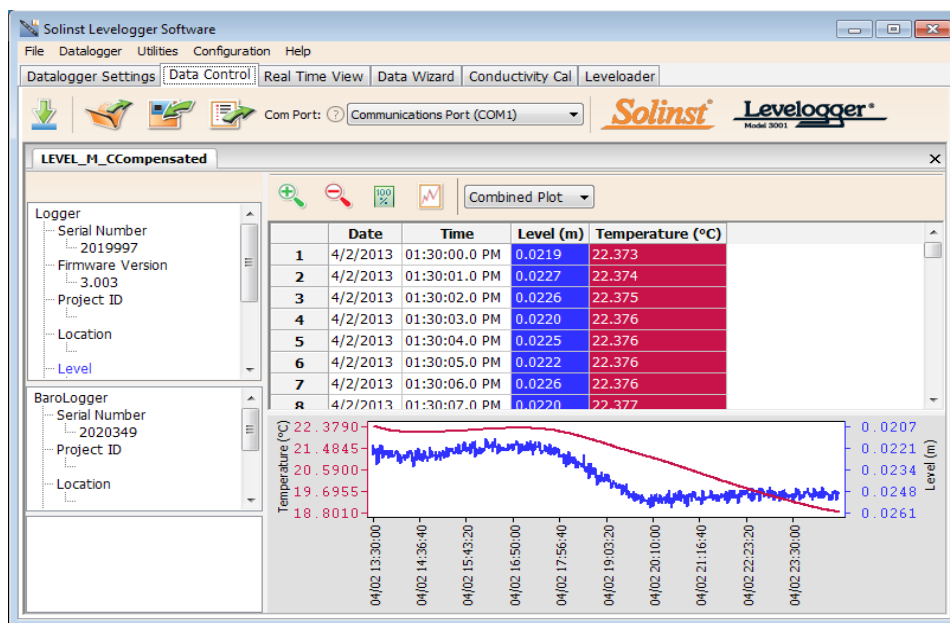 Solinst Levelogger Software
File Datalogger Utilities Configuration Help
Datalogger Settings Data Control Real Time View Data Wizard Conductivity Cal Leveloader
Com Port: ? Communications Port (COM1) Solinst® Levelogger®
Model 3001
LEVEL_M_CCompensated
100 % Combined Plot
Logger
Serial Number
2019997
Firmware Version
3.003
Project ID
Location
Level
BaroLogger
Serial Number
2020349
Project ID
Location
Date Time Level (m) Temperature (°C)
1 4/2/2013 01:30:00.0 PM 0.0219 22.373
2 4/2/2013 01:30:01.0 PM 0.0227 22.374
3 4/2/2013 01:30:02.0 PM 0.0226 22.375
4 4/2/2013 01:30:03.0 PM 0.0220 22.376
5 4/2/2013 01:30:04.0 PM 0.0225 22.376
6 4/2/2013 01:30:05.0 PM 0.0222 22.376
7 4/2/2013 01:30:06.0 PM 0.0226 22.376
8 4/2/2013 01:30:07.0 PM 0.0220 22.377
Temperature (°C)
22.3790
21.4845
20.5900
19.6955
18.8010
0.0207
0.0221
0.0234
0.0248
0.0261
Level (m)
04/02 13:30:00
04/02 14:36:40
04/02 15:43:20
04/02 16:50:00
04/02 17:56:40
04/02 19:03:20
04/02 20:10:00
04/02 21:16:40
04/02 22:23:20
04/02 23:30:00